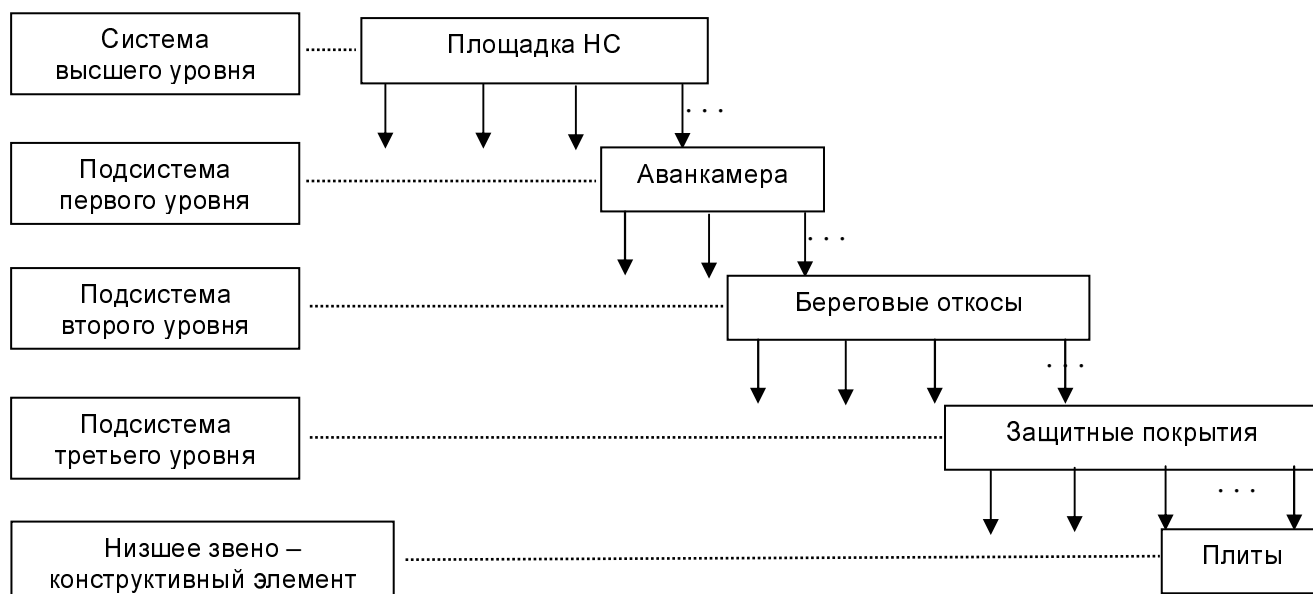 Система
высшего уровня
Площадка НС
. . .
Подсистема
первого уровня
Аванкамера
. . .
Подсистема
второго уровня
Береговые откосы
. . .
Подсистема
третьего уровня
Защитные покрытия
. . .
Низшее звено –
конструктивный элемент
Плиты